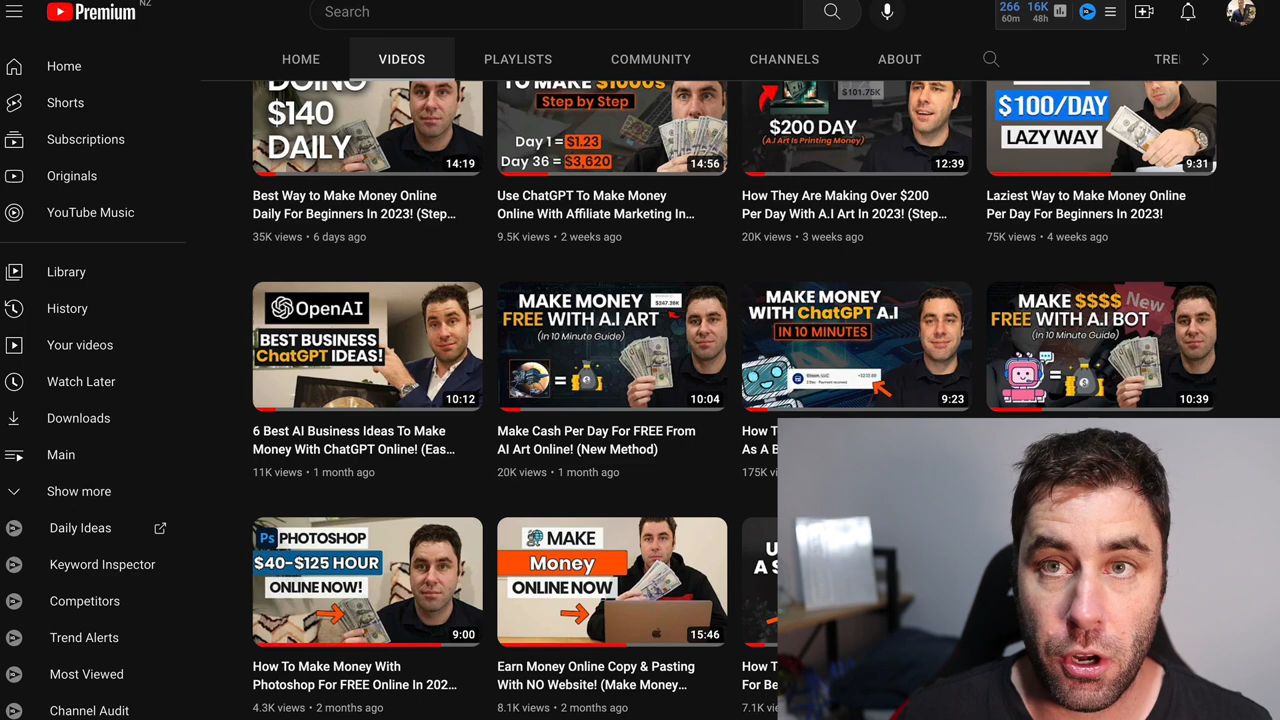 Premium NZ
Search
266 16K
60m 48h
HOME VIDEOS PLAYLISTS COMMUNITY CHANNELS ABOUT TRE
Home
Shorts
Subscriptions
Originals
YouTube Music
Library
History
Your videos
Watch Later
Downloads
Main
Show more
Daily Ideas
Keyword Inspector
Competitors
Trend Alerts
Most Viewed
Channel Audit
DOING
$140
DAILY
14:19
Best Way to Make Money Online
Daily For Beginners In 2023! (Step...
35K views • 6 days ago
TO MAKE $1000s
Step by Step
Day 1 = $1.23
Day 36 = $3,620
14:56
Use ChatGPT To Make Money
Online With Affiliate Marketing In...
9.5K views • 2 weeks ago
$101.75K
$200 DAY
(A.I Art Is Printing Money)
12:39
How They Are Making Over $200
Per Day With A.I Art In 2023! (Step...
20K views • 3 weeks ago
$100/DAY
LAZY WAY
9:31
Laziest Way to Make Money Online
Per Day For Beginners In 2023!
75K views • 4 weeks ago
OpenAI
BEST BUSINESS
ChatGPT IDEAS!
10:12
6 Best AI Business Ideas To Make
Money With ChatGPT Online! (Eas...
11K views • 1 month ago
MAKE MONEY
FREE WITH A.I ART
(In 10 Minute Guide)
10:04
Make Cash Per Day For FREE From
AI Art Online! (New Method)
20K views • 1 month ago
MAKE MONEY
WITH ChatGPT A.I
IN 10 MINUTES
9:23
How T
As A B
175K
MAKE $$$$ New
FREE WITH A.I BOT
(In 10 Minute Guide)
10:39
Ps PHOTOSHOP
$40-$125 HOUR
ONLINE NOW!
9:00
How To Make Money With
Photoshop For FREE Online In 202...
4.3K views • 2 months ago
MAKE
Money
ONLINE NOW
15:46
Earn Money Online Copy & Pasting
With NO Website! (Make Money...
8.1K views • 2 months ago
U
A S
How T
For Be
7.1K vi